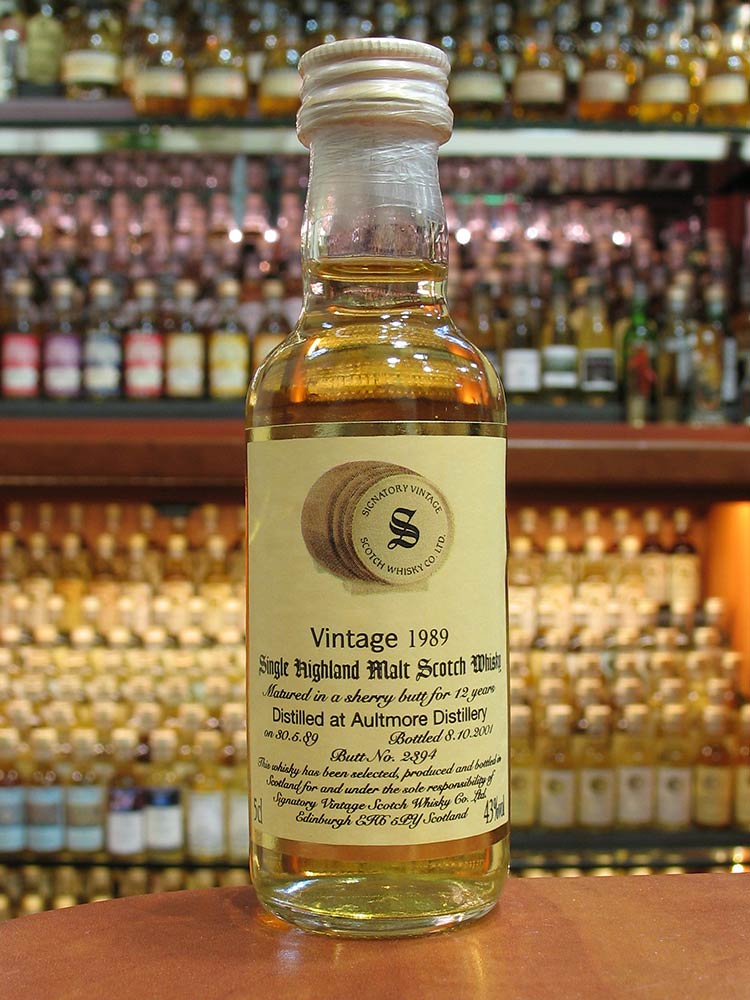 SIGNATORY VINTAGE
S
SCOTCH WHISKY CO. LTD.
Vintage 1989
Single Highland Malt Scotch Whisky
Matured in a sherry butt for 12 years
Distilled at Aultmore Distillery
on 30.5.89 Bottled 8.10.2001
Butt No. 2394
This whisky has been selected, produced and bottled in
Scotland for and under the sole responsibility of
Signatory Vintage Scotch Whisky Co. Ltd.
5cl Edinburgh EH6 5PY Scotland 43%vol